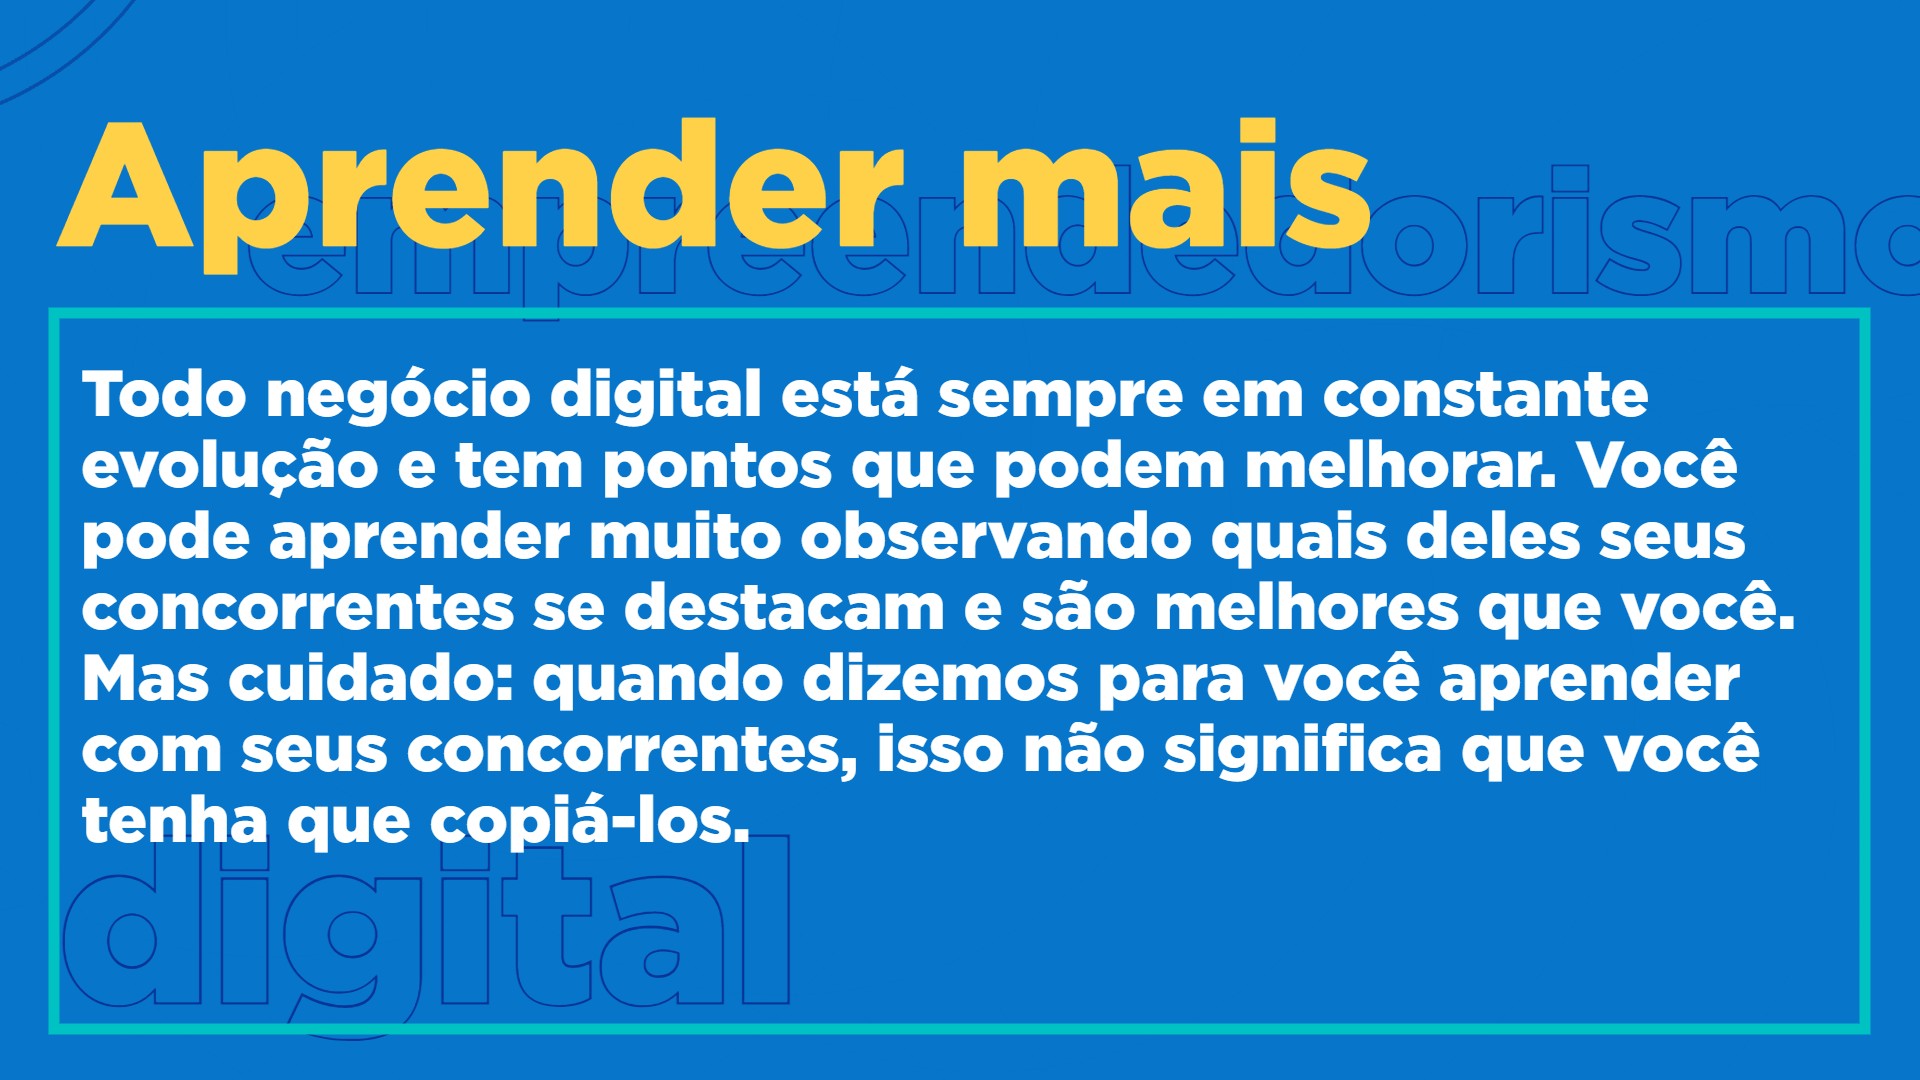 Aprender mais
empreendedorismo
Todo negócio digital está sempre em constante
evolução e tem pontos que podem melhorar. Você
pode aprender muito observando quais deles seus
concorrentes se destacam e são melhores que você.
Mas cuidado: quando dizemos para você aprender
com seus concorrentes, isso não significa que você
tenha que copiá-los.
digital